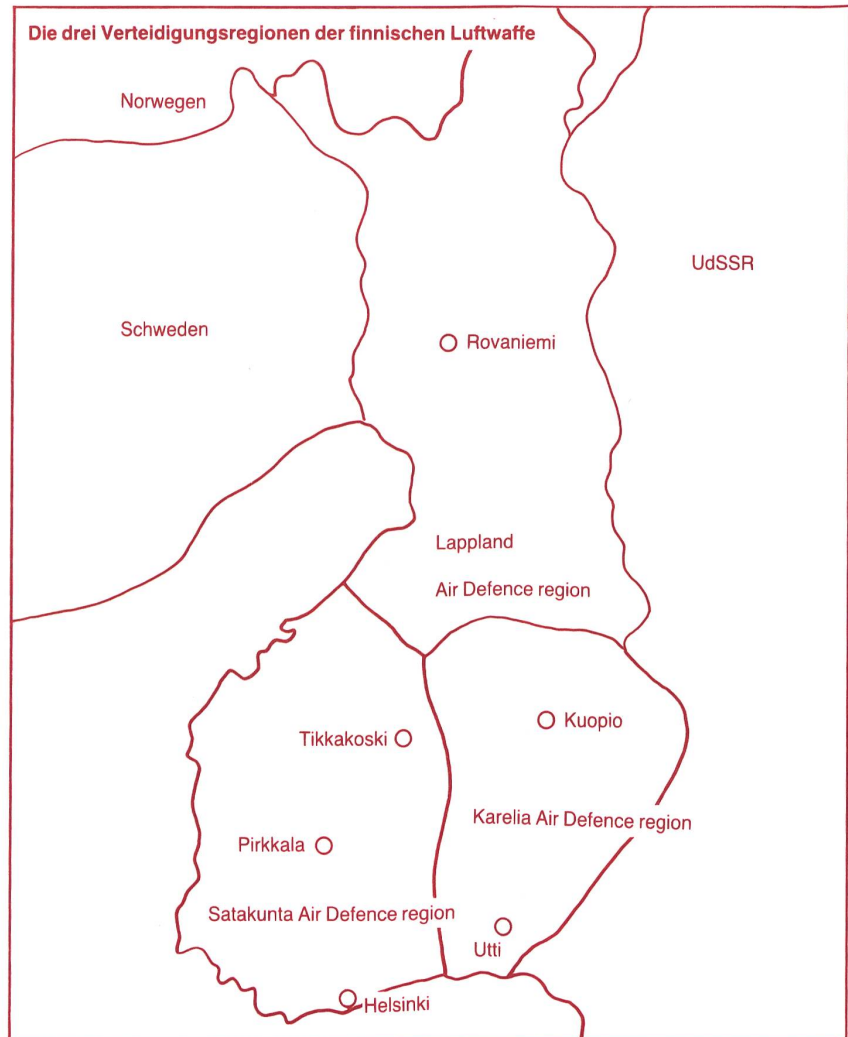 Die drei Verteidigungsregionen der finnischen Luftwaffe
Norwegen
UdSSR
Schweden
Rovaniemi
Lappland
Air Defence region
Kuopio
Tikkakoski
Karelia Air Defence region
Pirkkala
Satakunta Air Defence region
Utti
Helsinki